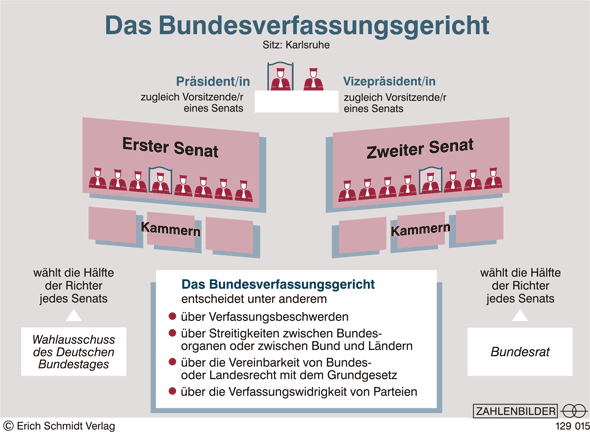 Das Bundesverfassungsgericht
Sitz: Karlsruhe
Präsident/in
zugleich Vorsitzende/r
eines Senats
Vizepräsident/in
zugleich Vorsitzende/r
eines Senats
Erster Senat
Zweiter Senat
Kammern
Kammern
wählt die Hälfte
der Richter
jedes Senats
Wahlausschuss
des Deutschen
Bundestages
Das Bundesverfassungsgericht
entscheidet unter anderem
● über Verfassungsbeschwerden
● über Streitigkeiten zwischen Bundes-
organen oder zwischen Bund und Ländern
● über die Vereinbarkeit von Bundes-
oder Landesrecht mit dem Grundgesetz
● über die Verfassungswidrigkeit von Parteien
wählt die Hälfte
der Richter
jedes Senats
Bundesrat
ZAHLENBILDER
© Erich Schmidt Verlag
129 015